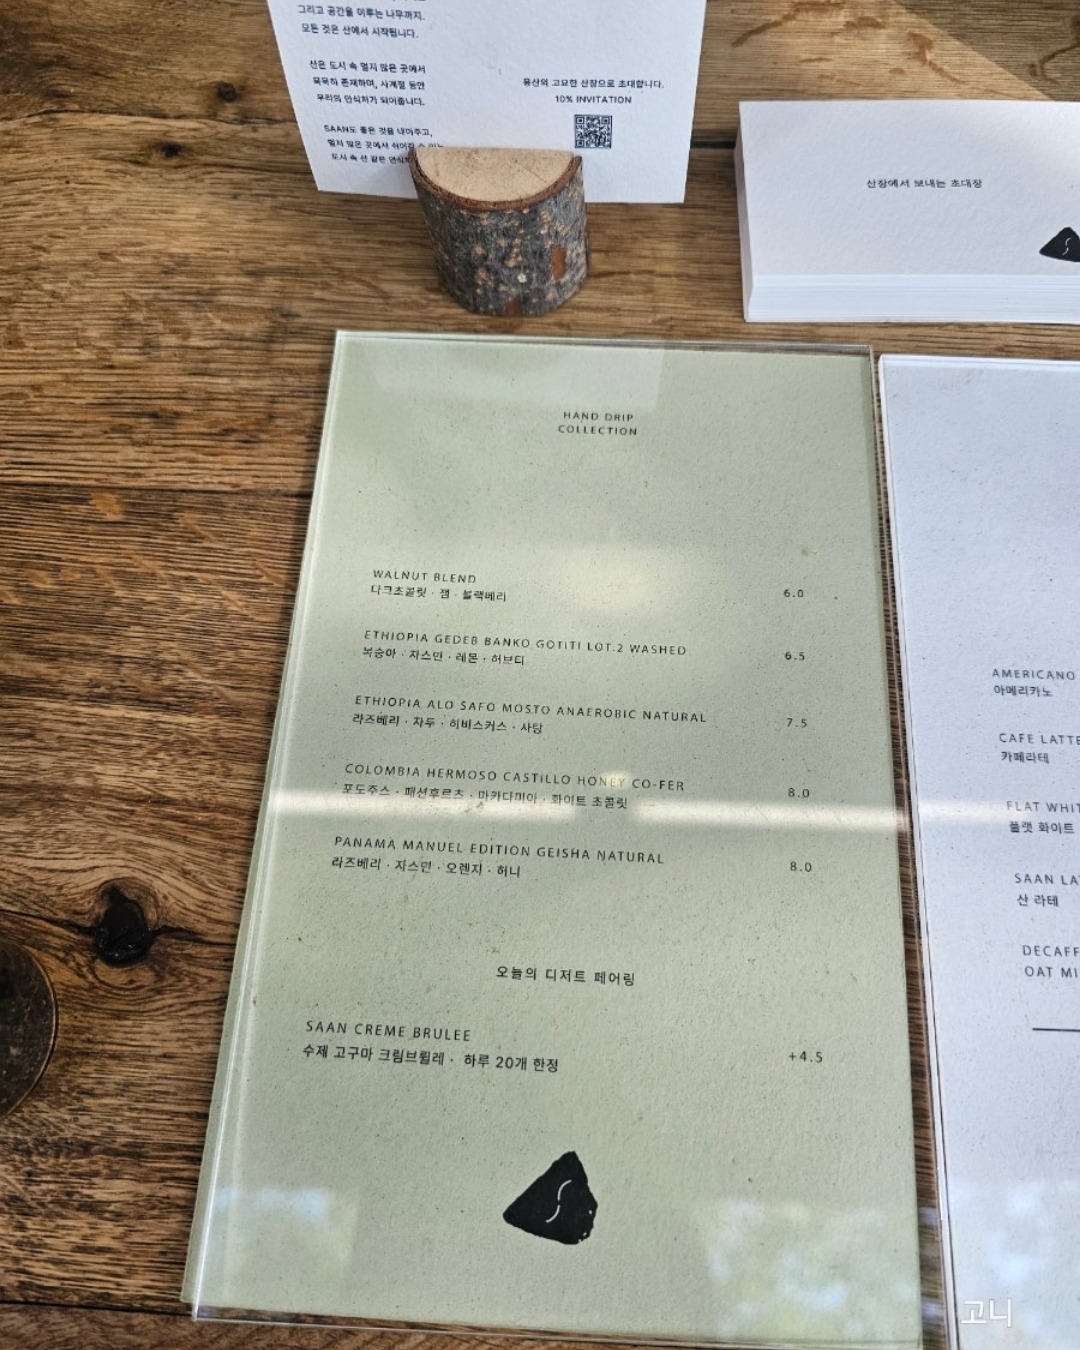 그리고 공간을 이루는 나무까지.
모든 것은 산에서 시작됩니다.
산은 도시 속 멀지 않은 곳에서
묵묵히 존재하며, 사계절 동안
우리의 안식처가 되어줍니다.
SAAN도 좋은 것을 내어주고,
멀지 않은 곳에서 쉬어갈 수 있는
도시 속 산 같은
용산의 고묘한 산장으로 초대합니다.
10% INVITATION
산장에서 보내는 초대장
HAND DRIP
COLLECTION
WALNUT BLEND
다크초콜릿 · 잼 · 블랙베리
6.0
ETHIOPIA GEDEB BANKO GOTITI LOT.2 WASHED
복숭아 · 자스민 · 레몬 · 허브티
6.5
ETHIOPIA ALO SAFO MOSTO ANAEROBIC NATURAL
라즈베리 · 자두 · 히비스커스 · 사탕
7.5
COLOMBIA HERMOSO CASTILLO HONEY CO-FER
포도주스 · 패션후르츠 · 마카다미아 · 화이트 초콜릿
8.0
PANAMA MANUEL EDITION GEISHA NATURAL
라즈베리 · 자스민 · 오렌지 · 허니
8.0
오늘의 디저트 페어링
SAAN CREME BRULEE
수제 고구마 크림브륄레 · 하루 20개 한정
+4.5
AMERICANO
아메리카노
CAFE LATTE
카페라테
FLAT WHIT
플랫 화이트
SAAN LA
산 라테
DECAFF
OAT MI
고니